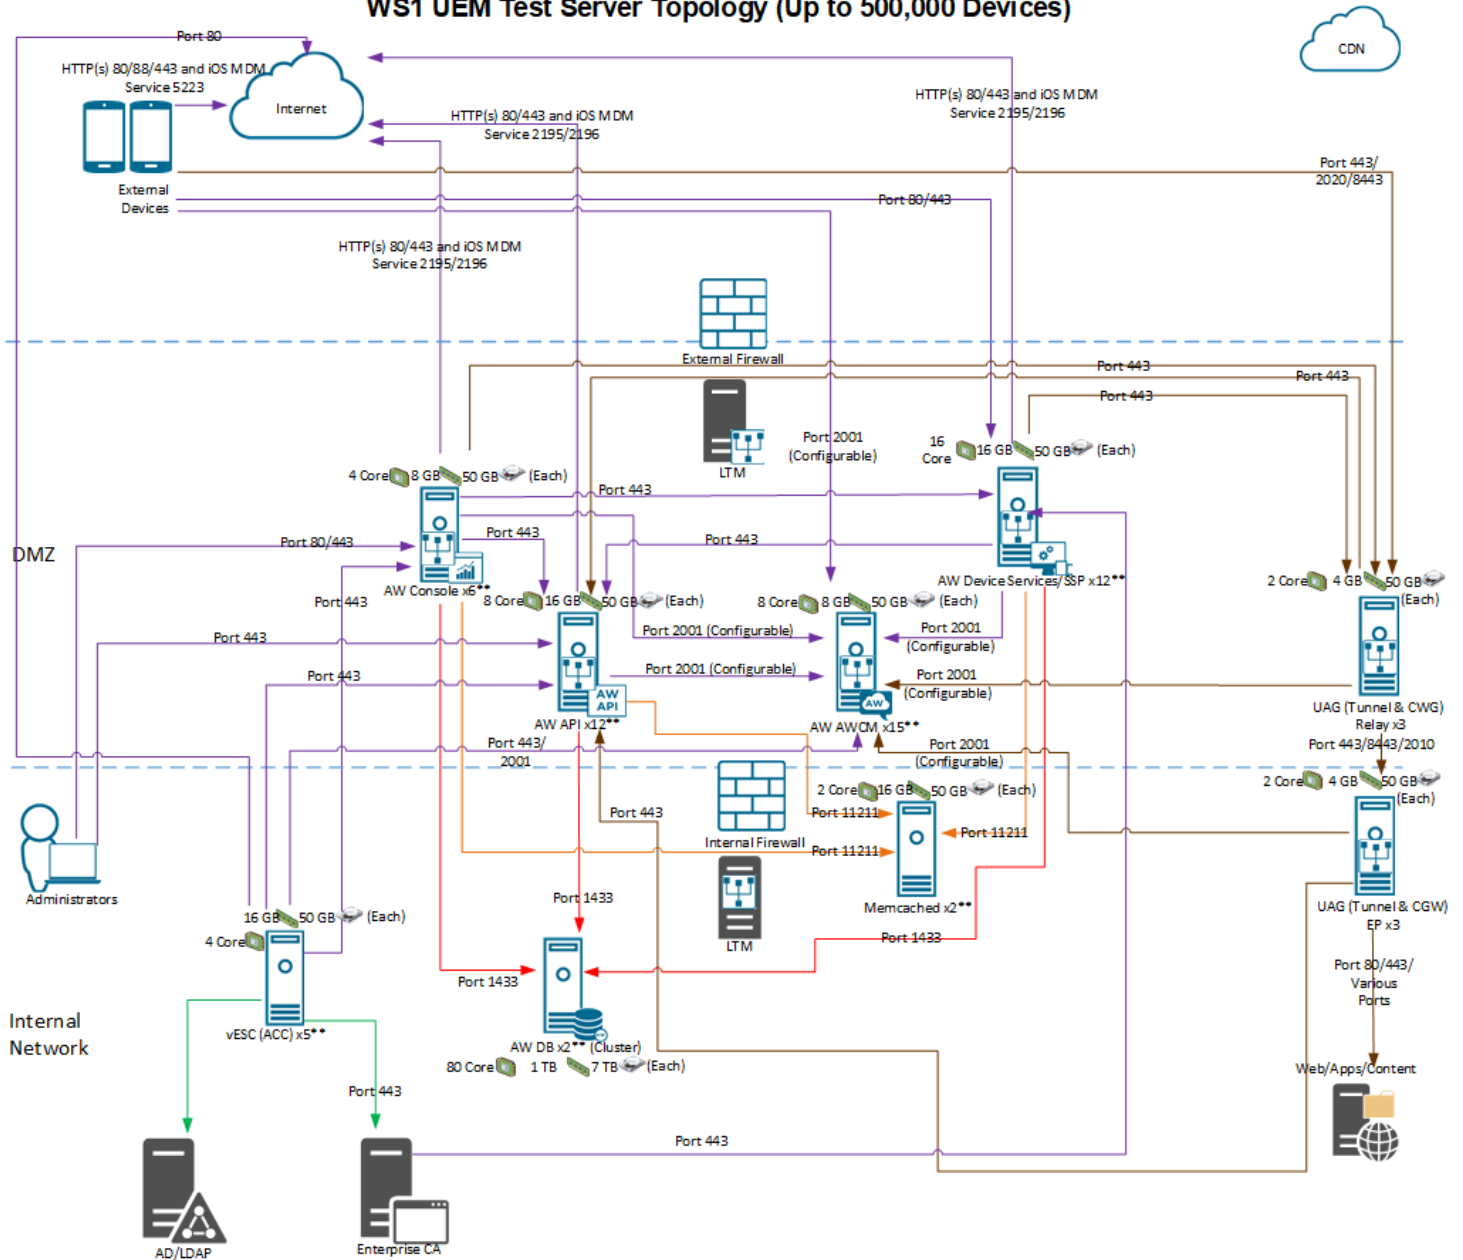 WS1 UEM Test Server Topology (Up to 500,000 Devices)
Port 80
CDN
HTTP(s) 80/88/443 and iOS MDM
Service 5223
Internet
HTTP(s) 80/443 and iOS MDM
Service 2195/2196
HTTP(s) 80/443 and iOS MDM
Service 2195/2196
External
Devices
Port 443/
2020/8443
Port 80/443
HTTP(s) 80/443 and iOS MDM
Service 2195/2196
External Firewall
Port 443
Port 443
Port 443
LTM
Port 2001
(Configurable)
16
Core
16 GB
50 GB
(Each)
4 Core
8 GB
50 GB
(Each)
Port 443
Port 443
Port 443
DMZ
Port 80/443
AW Console x6**
AW Device Services/SSP x12**
2 Core
4 GB
50 GB
(Each)
Port 443
8 Core
16 GB
50 GB
(Each)
8 Core
8 GB
50 GB
(Each)
Port 443
Port 2001 (Configurable)
Port 2001
(Configurable)
Port 443
Port 2001 (Configurable)
Port 2001
(Configurable)
AW
API
AW
AW API x12**
AW AWCM x15**
UAG (Tunnel & CWG)
Relay x3
Port 443/
2001
Port 2001
(Configurable)
Port 443/8443/2010
2 Core
16 GB
50 GB
(Each)
2 Core
4 GB
50 GB
(Each)
Port 443
Port 11211
Port 11211
Internal Firewall
Port 11211
Administrators
Port 1433
Memcached x2**
UAG (Tunnel & CGW)
EP x3
16 GB
50 GB
(Each)
4 Core
LTM
Port 1433
Port 80/443/
Various
Ports
Port 1433
Internal
Network
vESC (ACC) x5**
AW DB x2** (Cluster)
80 Core
1 TB
7 TB
(Each)
Web/Apps/Content
Port 443
Port 443
AD/LDAP
Enterprise CA